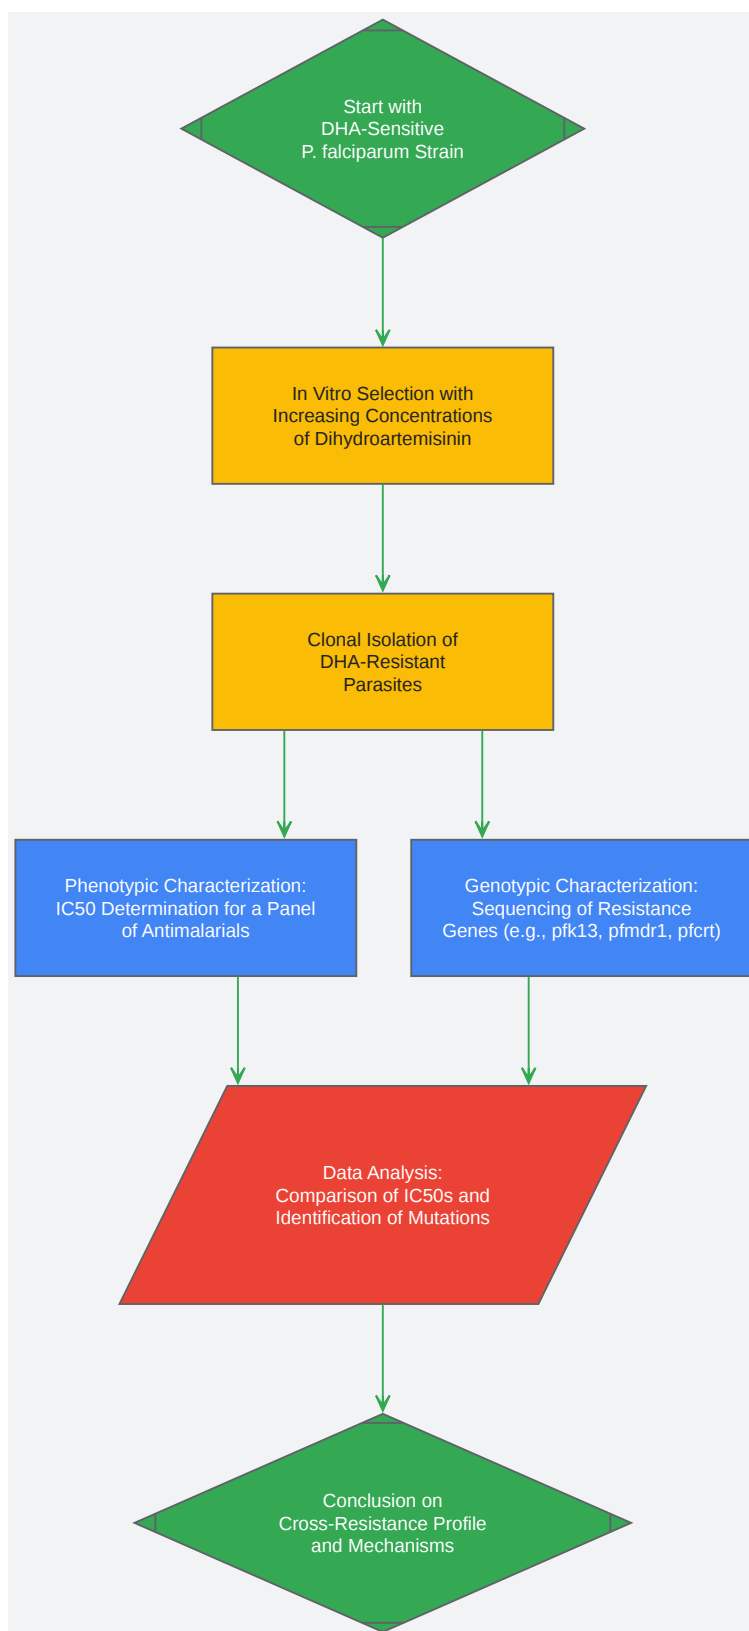 Start with
DHA-Sensitive
P. falciparum Strain
In Vitro Selection with
Increasing Concentrations
of Dihydroartemisinin
Clonal Isolation of
DHA-Resistant
Parasites
Phenotypic Characterization:
IC50 Determination for a Panel
of Antimalarials
Genotypic Characterization:
Sequencing of Resistance
Genes (e.g., pfk13, pfmdr1, pfcrt)
Data Analysis:
Comparison of IC50s and
Identification of Mutations
Conclusion on
Cross-Resistance Profile
and Mechanisms